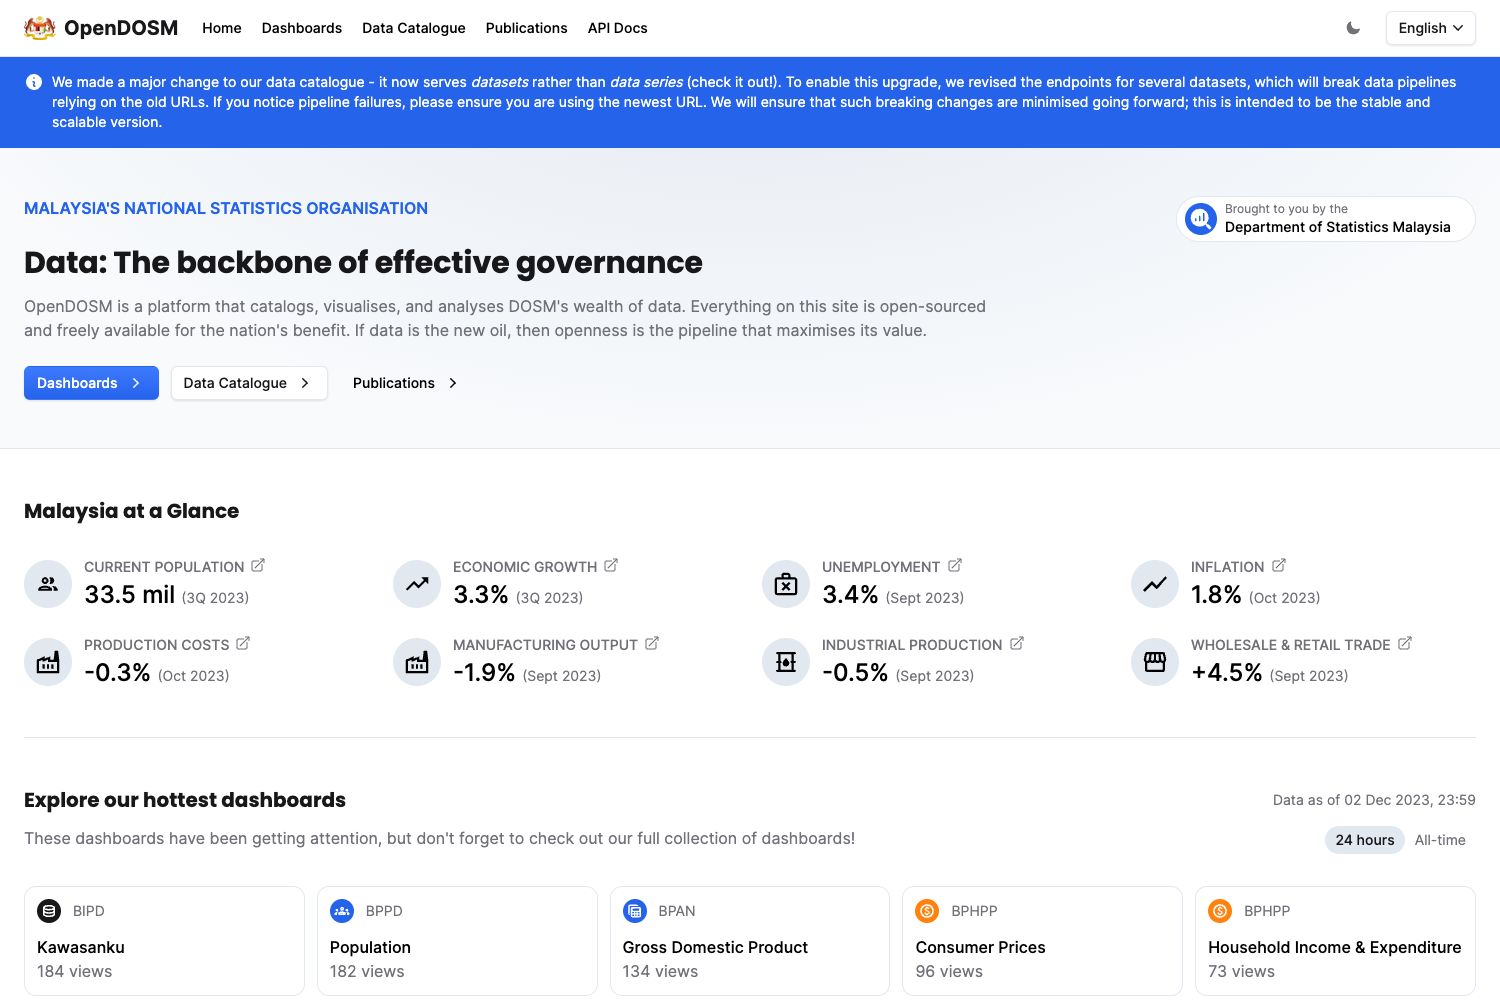 OpenDOSM Home Dashboards Data Catalogue Publications API Docs English
We made a major change to our data catalogue - it now serves datasets rather than data series (check it out!). To enable this upgrade, we revised the endpoints for several datasets, which will break data pipelines
relying on the old URLs. If you notice pipeline failures, please ensure you are using the newest URL. We will ensure that such breaking changes are minimised going forward; this is intended to be the stable and
scalable version.
MALAYSIA'S NATIONAL STATISTICS ORGANISATION
Brought to you by the
Department of Statistics Malaysia
Data: The backbone of effective governance
OpenDOSM is a platform that catalogs, visualises, and analyses DOSM's wealth of data. Everything on this site is open-sourced
and freely available for the nation's benefit. If data is the new oil, then openness is the pipeline that maximises its value.
Dashboards Data Catalogue Publications
Malaysia at a Glance
CURRENT POPULATION
33.5 mil (3Q 2023)
ECONOMIC GROWTH
3.3% (3Q 2023)
UNEMPLOYMENT
3.4% (Sept 2023)
INFLATION
1.8% (Oct 2023)
PRODUCTION COSTS
-0.3% (Oct 2023)
MANUFACTURING OUTPUT
-1.9% (Sept 2023)
INDUSTRIAL PRODUCTION
-0.5% (Sept 2023)
WHOLESALE & RETAIL TRADE
+4.5% (Sept 2023)
Explore our hottest dashboards
Data as of 02 Dec 2023, 23:59
These dashboards have been getting attention, but don't forget to check out our full collection of dashboards!
24 hours All-time
BIPD
Kawasanku
184 views
BPPD
Population
182 views
BPAN
Gross Domestic Product
134 views
BPHPP
Consumer Prices
96 views
BPHPP
Household Income & Expenditure
73 views